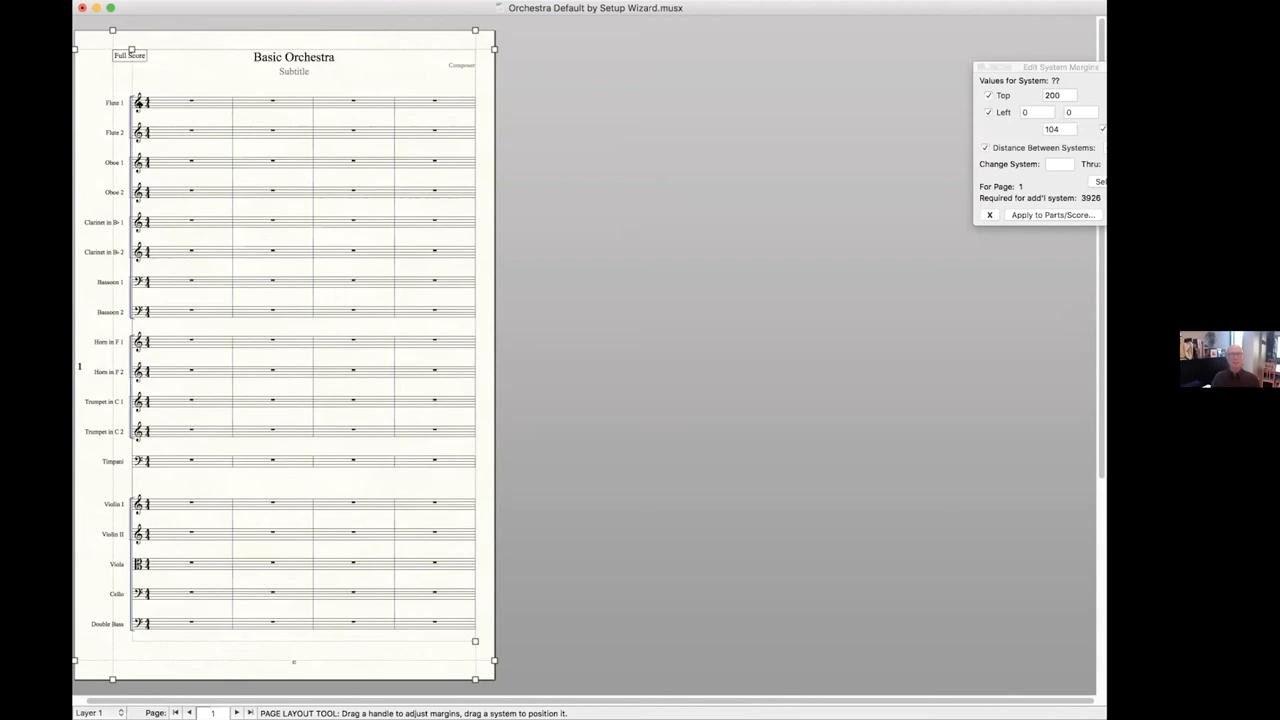 Orchestra Default by Setup Wizard.musx
Full Score
Basic Orchestra
Subtitle
Composer
Flute 1
Flute 2
Oboe 1
Oboe 2
Clarinet in B♭ 1
Clarinet in B♭ 2
Bassoon 1
Bassoon 2
Horn in F 1
1
Horn in F 2
Trumpet in C 1
Trumpet in C 2
Timpani
Violin I
Violin II
Viola
Cello
Double Bass
Edit System Margins
Values for System: ??
Top 200
Left 0 0
104
Distance Between Systems:
Change System: Thru:
Set
For Page: 1
Required for add'l system: 3926
X Apply to Parts/Score...
Layer 1 Page: 1 PAGE LAYOUT TOOL: Drag a handle to adjust margins, drag a system to position it.